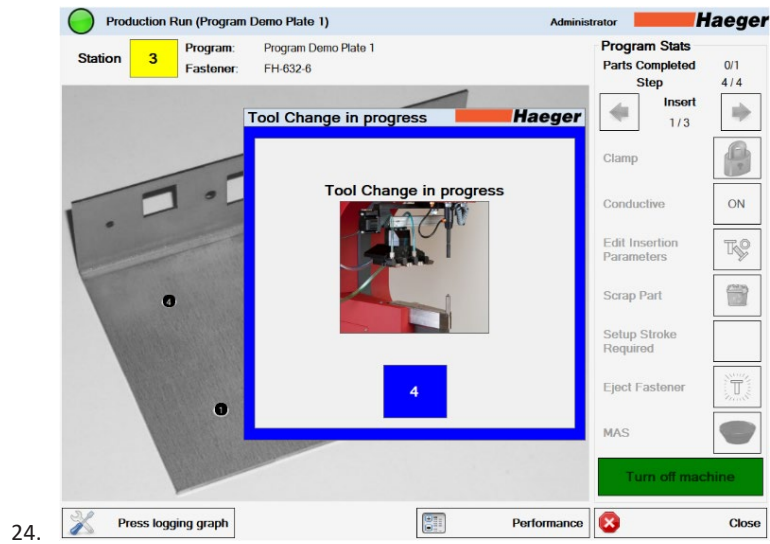 Production Run (Program Demo Plate 1)
Administrator
Haeger
Station
3
Program: Program Demo Plate 1
Fastener: FH-632-6
Program Stats
Parts Completed 0/1
Step 4 / 4
Insert
1 / 3
Tool Change in progress
Haeger
Tool Change in progress
4
4
1
Clamp
Conductive ON
Edit Insertion
Parameters
Scrap Part
Setup Stroke
Required
Eject Fastener
MAS
Turn off machine
24.
Press logging graph
Performance
Close